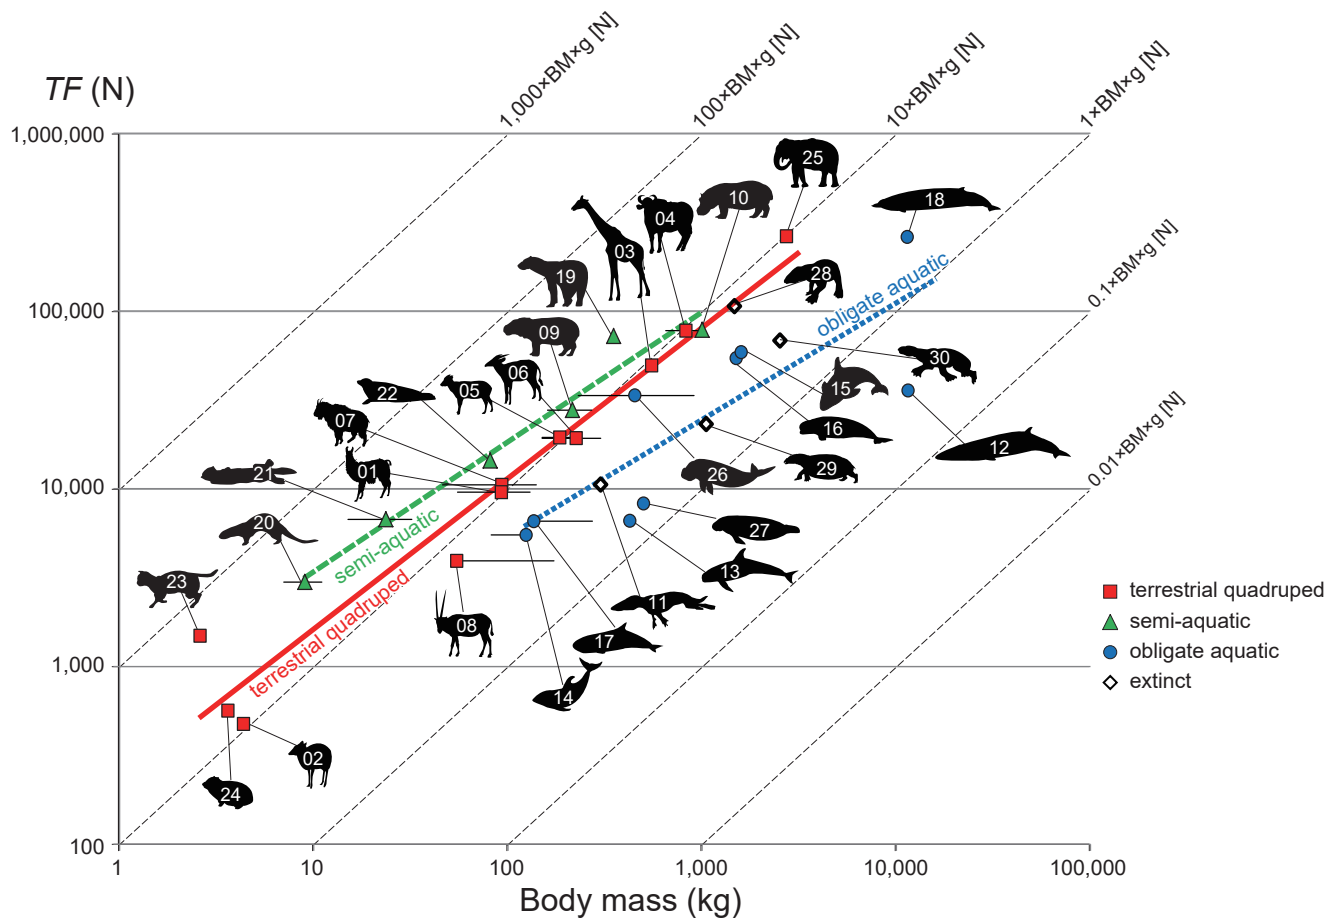 1,000×BM×g [N]
100×BM×g [N]
10×BM×g [N]
1×BM×g [N]
TF (N)
1,000,000
25
18
10
04
03
0.1×BM×g [N]
19
28
obligate aquatic
100,000
09
30
06
22
05
15
07
16
0.01×BM×g [N]
12
01
29
21
26
10,000
20
semi-aquatic
27
13
23
terrestrial quadruped
11
08
17
14
1,000
02
24
100
terrestrial quadruped
semi-aquatic
obligate aquatic
extinct
1
10
100
1,000
10,000
100,000
Body mass (kg)